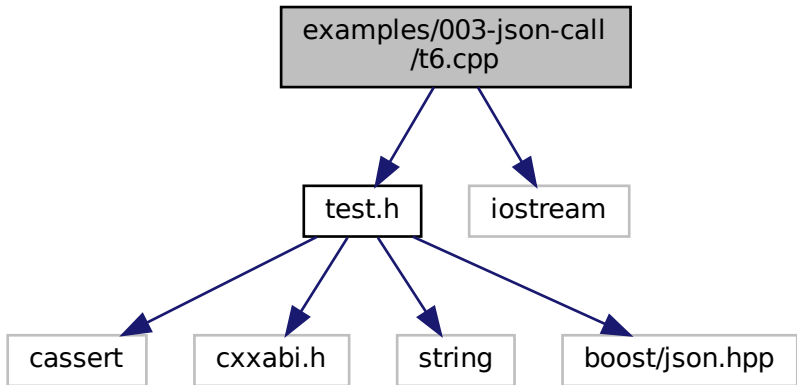 examples/003-json-call
/t6.cpp
test.h
iostream
cassert
cxxabi.h
string
boost/json.hpp